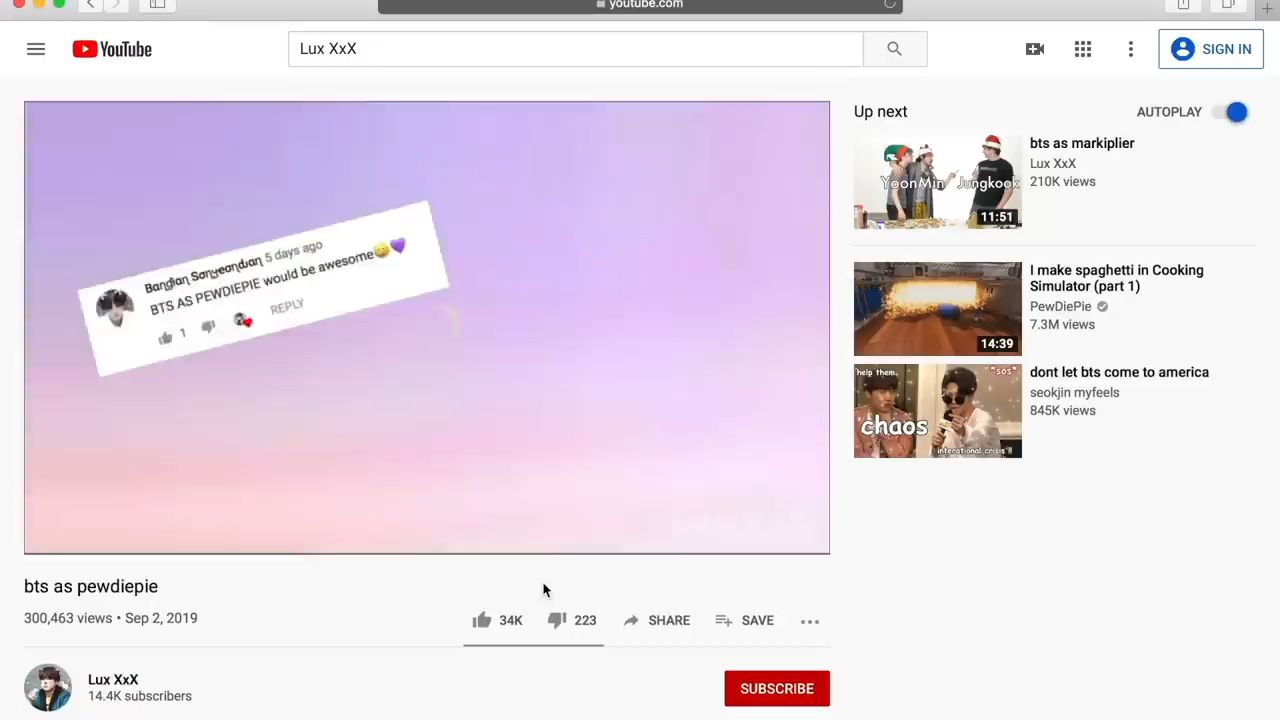 youtube.com
YouTube
Lux XxX
SIGN IN
5 days ago
BTS AS PEWDIEPIE would be awesome😅💜
1
REPLY
bts as pewdiepie
300,463 views • Sep 2, 2019
34K
223
SHARE
SAVE
Lux XxX
14.4K subscribers
SUBSCRIBE
Up next
AUTOPLAY
YoonMin Jungkook
11:51
bts as markiplier
Lux XxX
210K views
14:39
I make spaghetti in Cooking
Simulator (part 1)
PewDiePie
7.3M views
help them.
*sos*
chaos
interational crisis!!
dont let bts come to america
seokjin myfeels
845K views